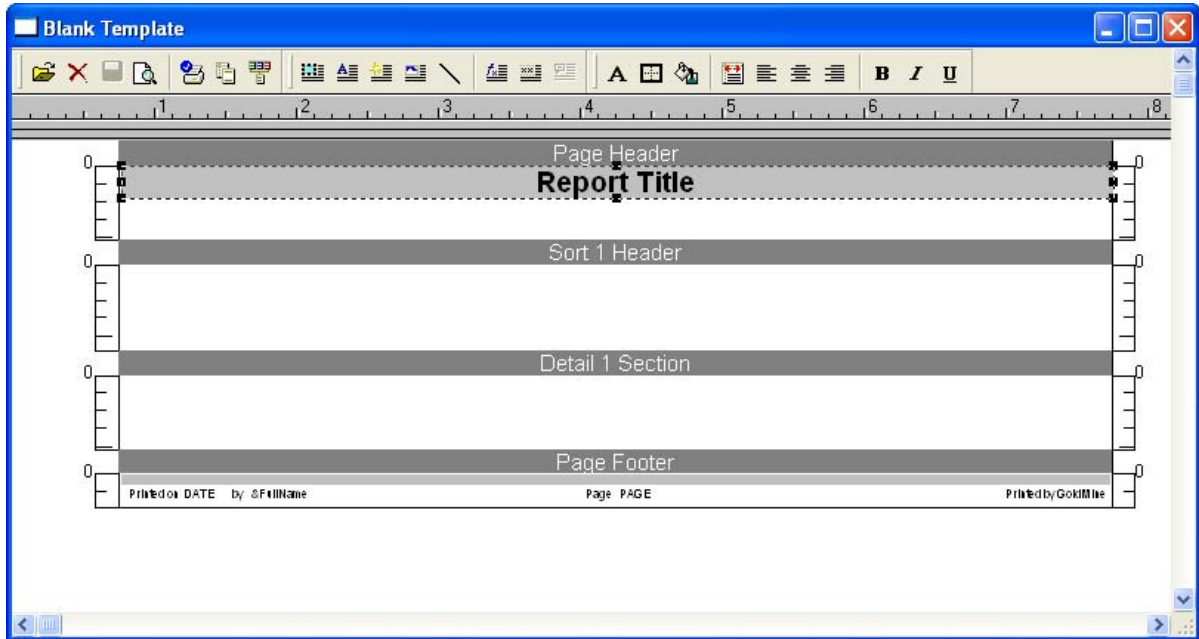 Blank Template
A B I U
1 2 3 4 5 6 7 8
Page Header
0 0
Report Title
Sort 1 Header
0 0
Detail 1 Section
0 0
Page Footer
0 0
Printed on DATE by &FullName Page PAGE Printed by GoldMine